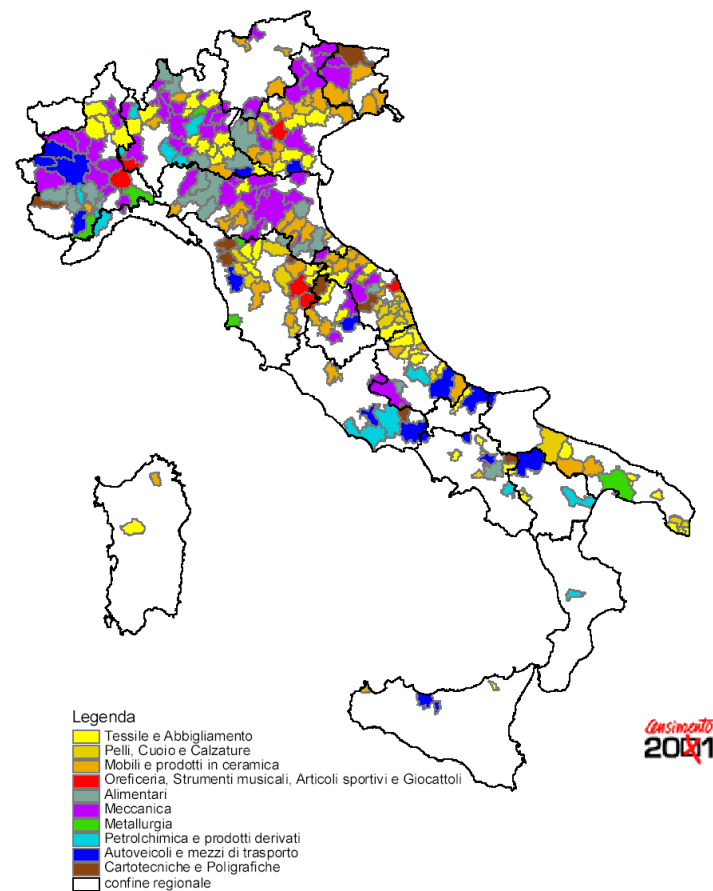 Censimento
2001
Legenda
Tessile e Abbigliamento
Pelli, Cuoio e Calzature
Mobili e prodotti in ceramica
Oreficeria, Strumenti musicali, Articoli sportivi e Giocattoli
Alimentari
Meccanica
Metallurgia
Petrolchimica e prodotti derivati
Autoveicoli e mezzi di trasporto
Cartotecniche e Poligrafiche
confine regionale